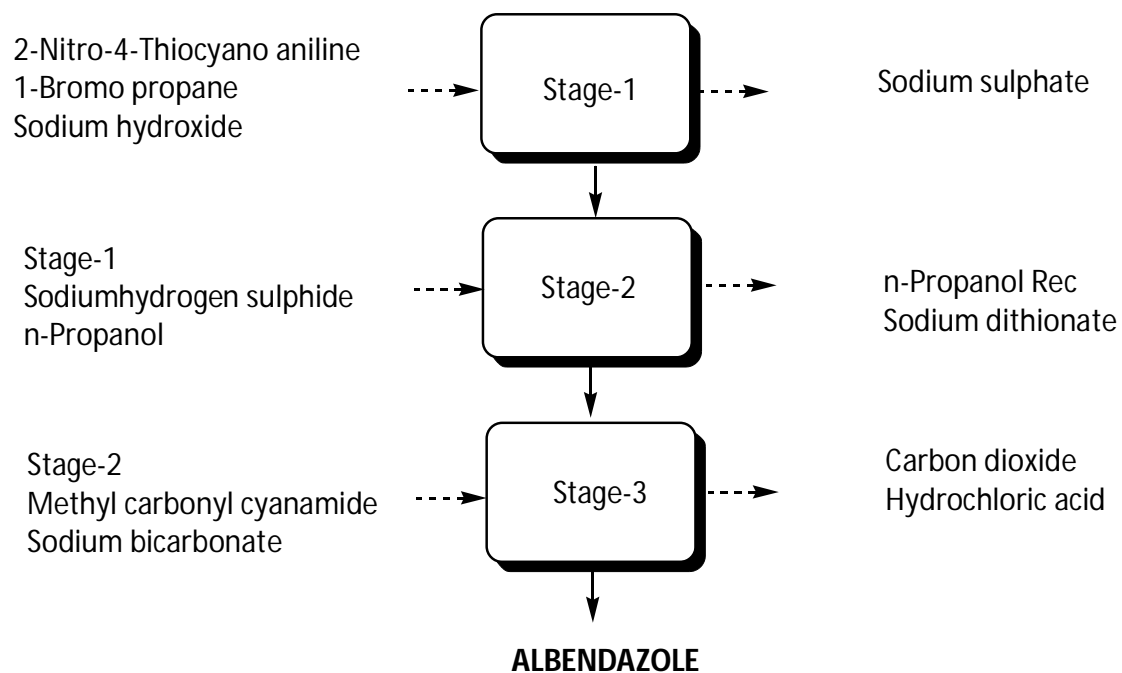 2-Nitro-4-Thiocyano aniline
1-Bromo propane
Sodium hydroxide
Stage-1
Sodium sulphate
Stage-1
Sodiumhydrogen sulphide
n-Propanol
Stage-2
n-Propanol Rec
Sodium dithionate
Stage-2
Methyl carbonyl cyanamide
Sodium bicarbonate
Stage-3
Carbon dioxide
Hydrochloric acid
ALBENDAZOLE